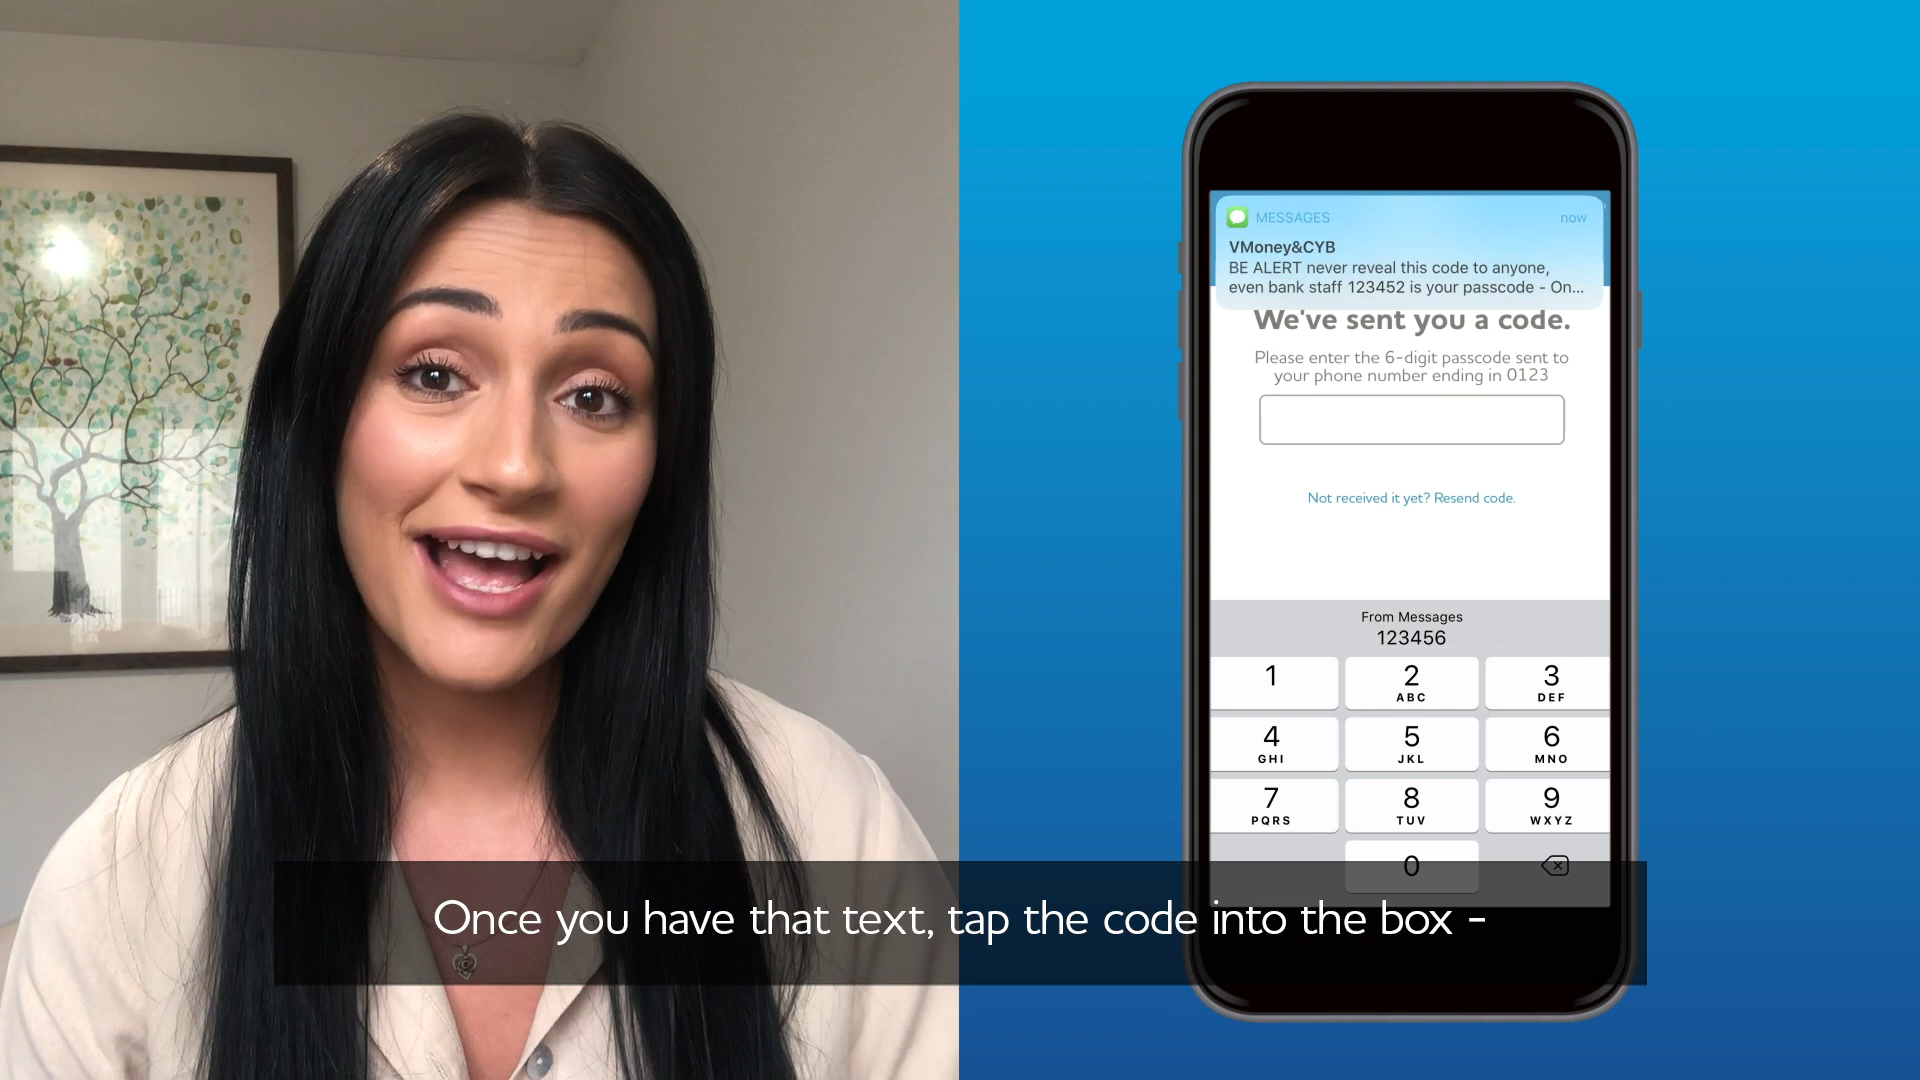 MESSAGES now
VMoney&CYB
BE ALERT never reveal this code to anyone,
even bank staff 123452 is your passcode - On...
We've sent you a code.
Please enter the 6-digit passcode sent to
your phone number ending in 0123
Not received it yet? Resend code.
From Messages
123456
1 2 3
ABC DEF
4 5 6
GHI JKL MNO
7 8 9
PQRS TUV WXYZ
0
Once you have that text, tap the code into the box -